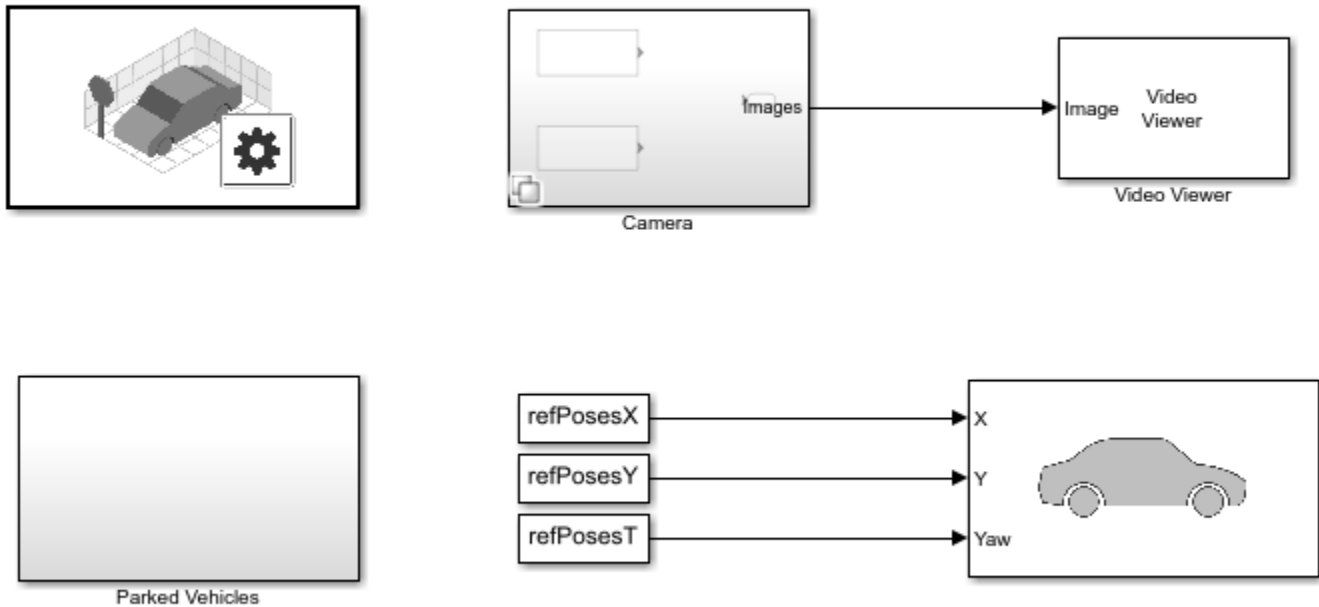 Images
Image
Video
Viewer
Camera
Video Viewer
refPosesX
X
refPosesY
Y
refPosesT
Yaw
Parked Vehicles